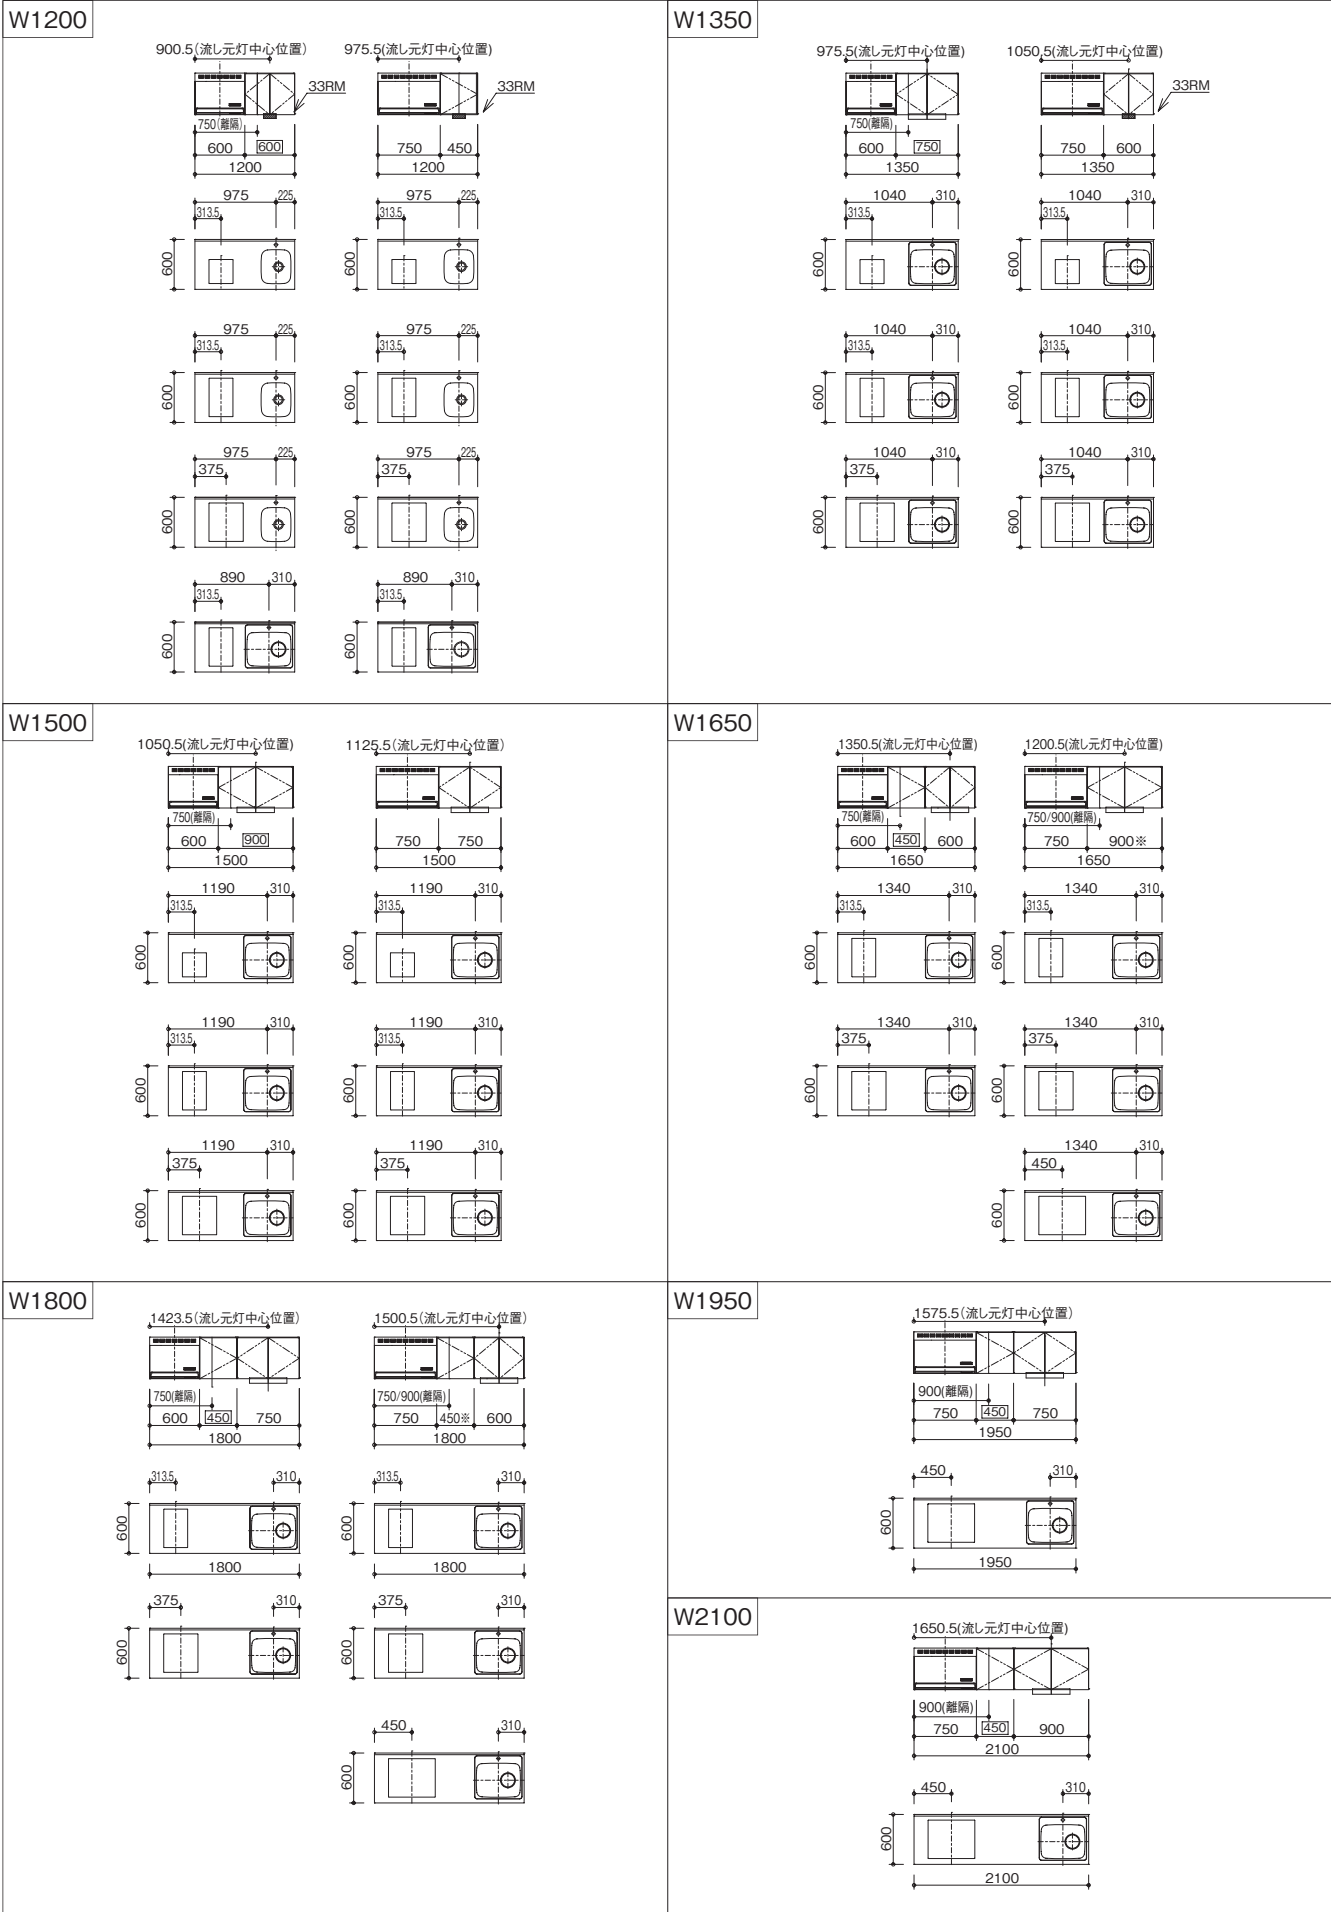 W1200
900.5(流し元灯中心位置) 975.5(流し元灯中心位置)
33RM 33RM
750(離隔)
600 600 750 450
1200 1200
975 225 975 225
313.5 313.5
600 600
975 225 975 225
313.5 313.5
600 600
975 225 975 225
375 375
600 600
890 310 890 310
313.5 313.5
600 600
W1350
975.5(流し元灯中心位置) 1050.5(流し元灯中心位置)
33RM
750(離隔)
600 750 750 600
1350 1350
1040 310 1040 310
313.5 313.5
600 600
1040 310 1040 310
313.5 313.5
600 600
1040 310 1040 310
375 375
600 600
W1500
1050.5(流し元灯中心位置) 1125.5(流し元灯中心位置)
750(離隔)
600 900 750 750
1500 1500
1190 310 1190 310
313.5 313.5
600 600
1190 310 1190 310
313.5 313.5
600 600
1190 310 1190 310
375 375
600 600
W1650
1350.5(流し元灯中心位置) 1200.5(流し元灯中心位置)
750(離隔) 750/900(離隔)
600 450 600 750 900※
1650 1650
1340 310 1340 310
313.5 313.5
600 600
1340 310 1340 310
375 375
600 600
1340 310
450
600
W1800
1423.5(流し元灯中心位置) 1500.5(流し元灯中心位置)
750(離隔) 750/900(離隔)
600 450 750 750 450※ 600
1800 1800
313.5 310 313.5 310
600 600
1800 1800
375 310 375 310
600 600
450 310
600
W1950
1575.5(流し元灯中心位置)
900(離隔)
750 450 750
1950
450 310
600
1950
W2100
1650.5(流し元灯中心位置)
900(離隔)
750 450 900
2100
450 310
600
2100